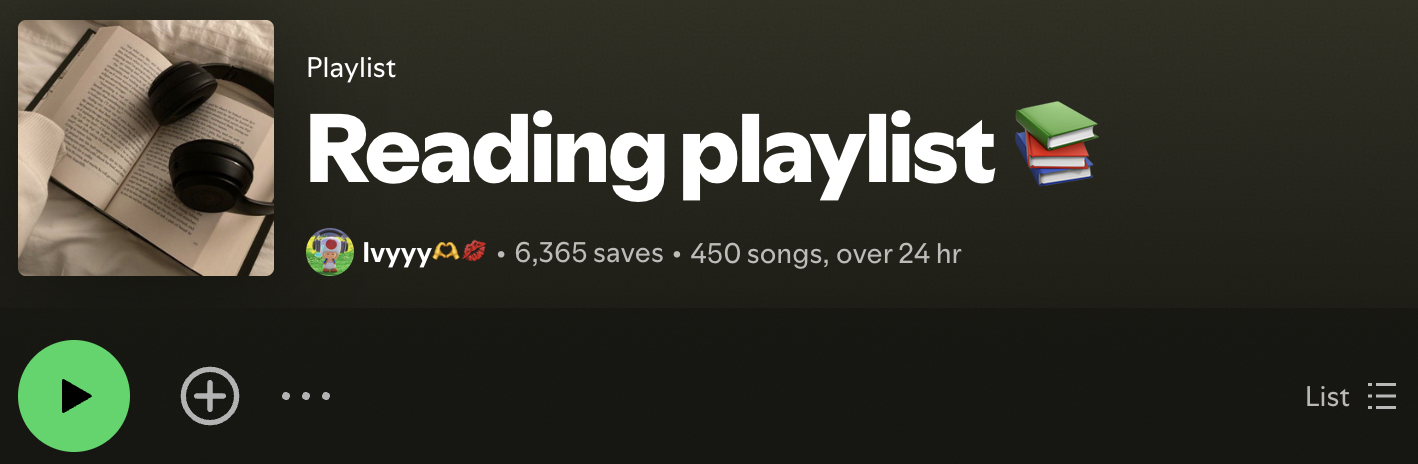 Playlist
Reading playlist 📚
Ivyyy🫶💋 • 6,365 saves • 450 songs, over 24 hr
List